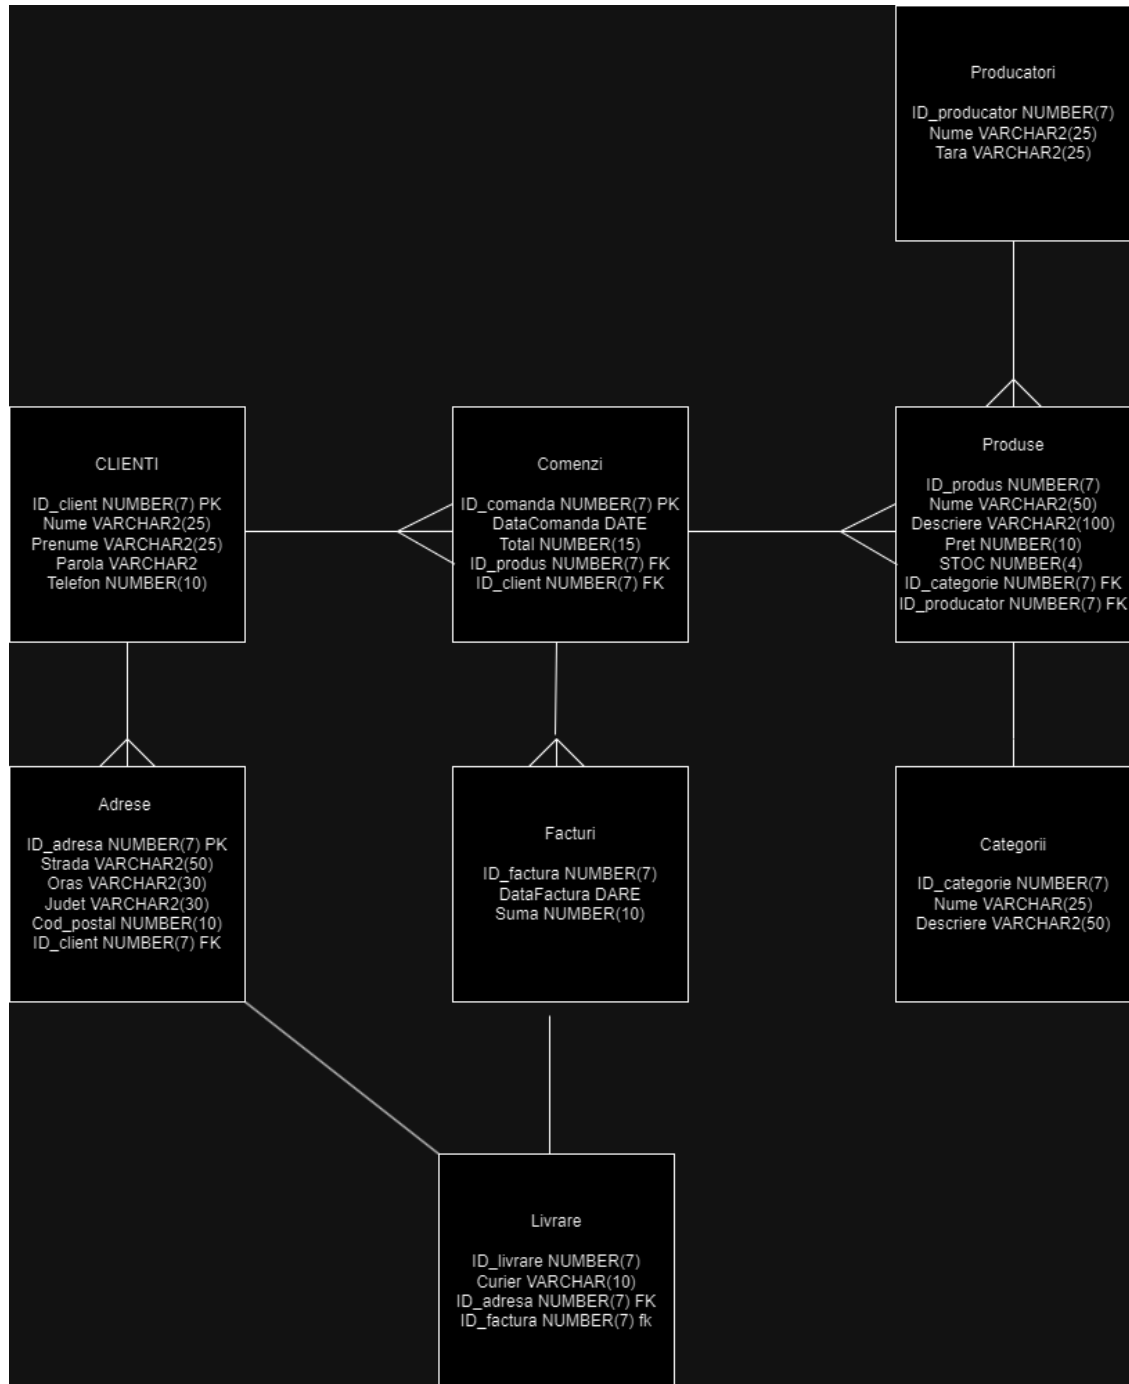 Producatori
ID_producator NUMBER(7)
Nume VARCHAR2(25)
Tara VARCHAR2(25)
CLIENTI
ID_client NUMBER(7) PK
Nume VARCHAR2(25)
Prenume VARCHAR2(25)
Parola VARCHAR2
Telefon NUMBER(10)
Comenzi
ID_comanda NUMBER(7) PK
DataComanda DATE
Total NUMBER(15)
ID_produs NUMBER(7) FK
ID_client NUMBER(7) FK
Produse
ID_produs NUMBER(7)
Nume VARCHAR2(50)
Descriere VARCHAR2(100)
Pret NUMBER(10)
STOC NUMBER(4)
ID_categorie NUMBER(7) FK
ID_producator NUMBER(7) FK
Adrese
ID_adresa NUMBER(7) PK
Strada VARCHAR2(50)
Oras VARCHAR2(30)
Judet VARCHAR2(30)
Cod_postal NUMBER(10)
ID_client NUMBER(7) FK
Facturi
ID_factura NUMBER(7)
DataFactura DARE
Suma NUMBER(10)
Categorii
ID_categorie NUMBER(7)
Nume VARCHAR(25)
Descriere VARCHAR2(50)
Livrare
ID_livrare NUMBER(7)
Curier VARCHAR(10)
ID_adresa NUMBER(7) FK
ID_factura NUMBER(7) fk